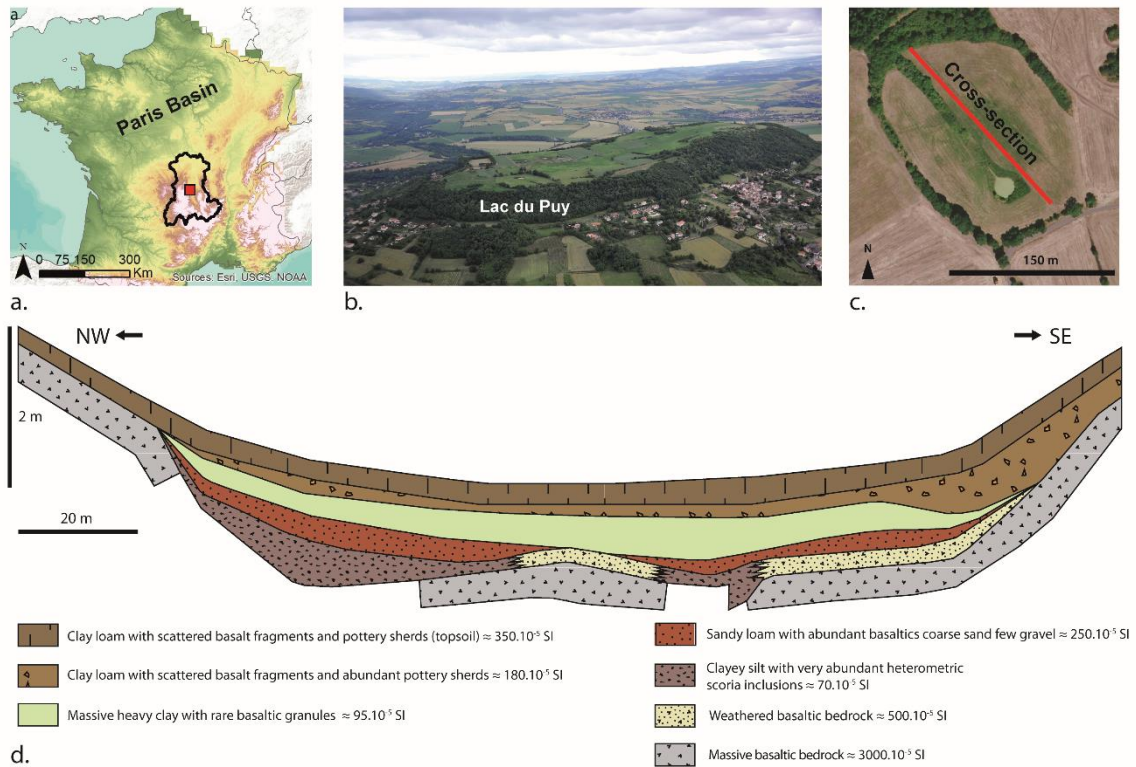 a
Paris Basin
N
0 75 150 300
Km
Sources: Esri, USGS, NOAA
a.
Lac du Puy
b.
Cross-section
N
150 m
c.
NW
SE
2 m
20 m
Clay loam with scattered basalt fragments and pottery sherds (topsoil) ≈ 350.10⁻⁵ SI
Clay loam with scattered basalt fragments and abundant pottery sherds ≈ 180.10⁻⁵ SI
Massive heavy clay with rare basaltic granules ≈ 95.10⁻⁵ SI
Sandy loam with abundant basaltics coarse sand few gravel ≈ 250.10⁻⁵ SI
Clayey silt with very abundant heterometric
scoria inclusions ≈ 70.10⁻⁵ SI
Weathered basaltic bedrock ≈ 500.10⁻⁵ SI
Massive basaltic bedrock ≈ 3000.10⁻⁵ SI
d.